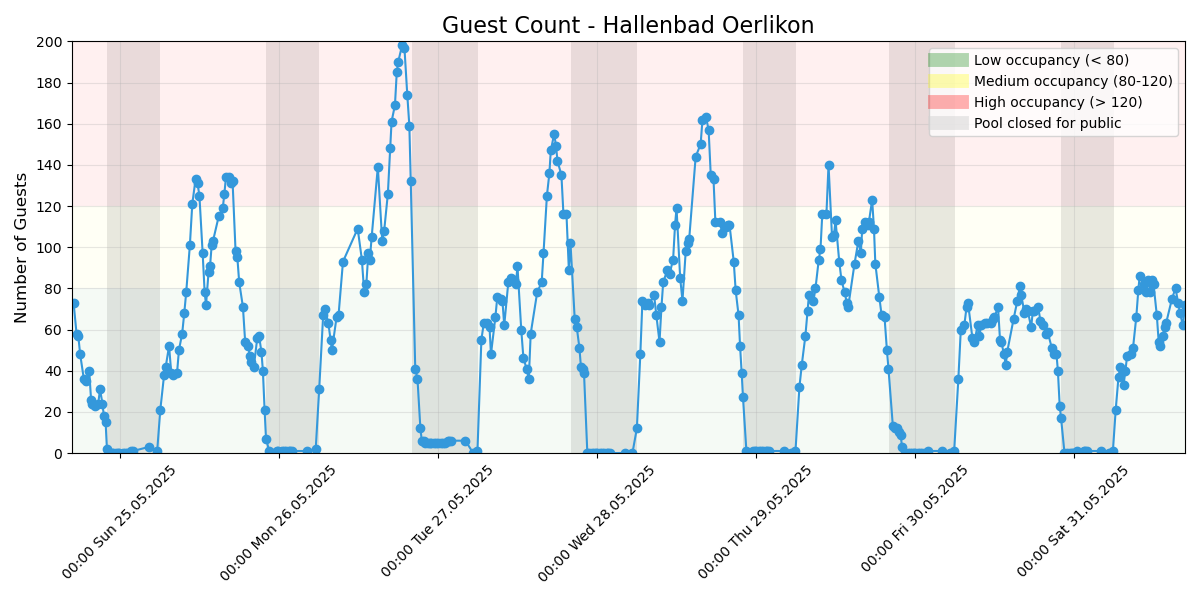 Guest Count - Hallenbad Oerlikon
Number of Guests
200
180
160
140
120
100
80
60
40
20
0
Low occupancy (< 80)
Medium occupancy (80-120)
High occupancy (> 120)
Pool closed for public
00:00 Sun 25.05.2025
00:00 Mon 26.05.2025
00:00 Tue 27.05.2025
00:00 Wed 28.05.2025
00:00 Thu 29.05.2025
00:00 Fri 30.05.2025
00:00 Sat 31.05.2025